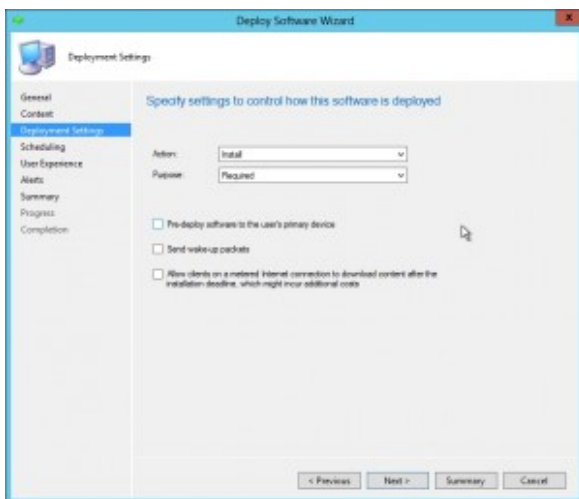 Deploy Software Wizard
x
Deployment Settings
General
Content
Deployment Settings
Scheduling
User Experience
Alerts
Summary
Progress
Completion
Specify settings to control how this software is deployed
Action:
Install
Purpose:
Required
Pre-deploy software to the user's primary device
Send wake-up packets
Allow clients on a metered Internet connection to download content after the
installation deadline, which might incur additional costs
< Previous
Next >
Summary
Cancel